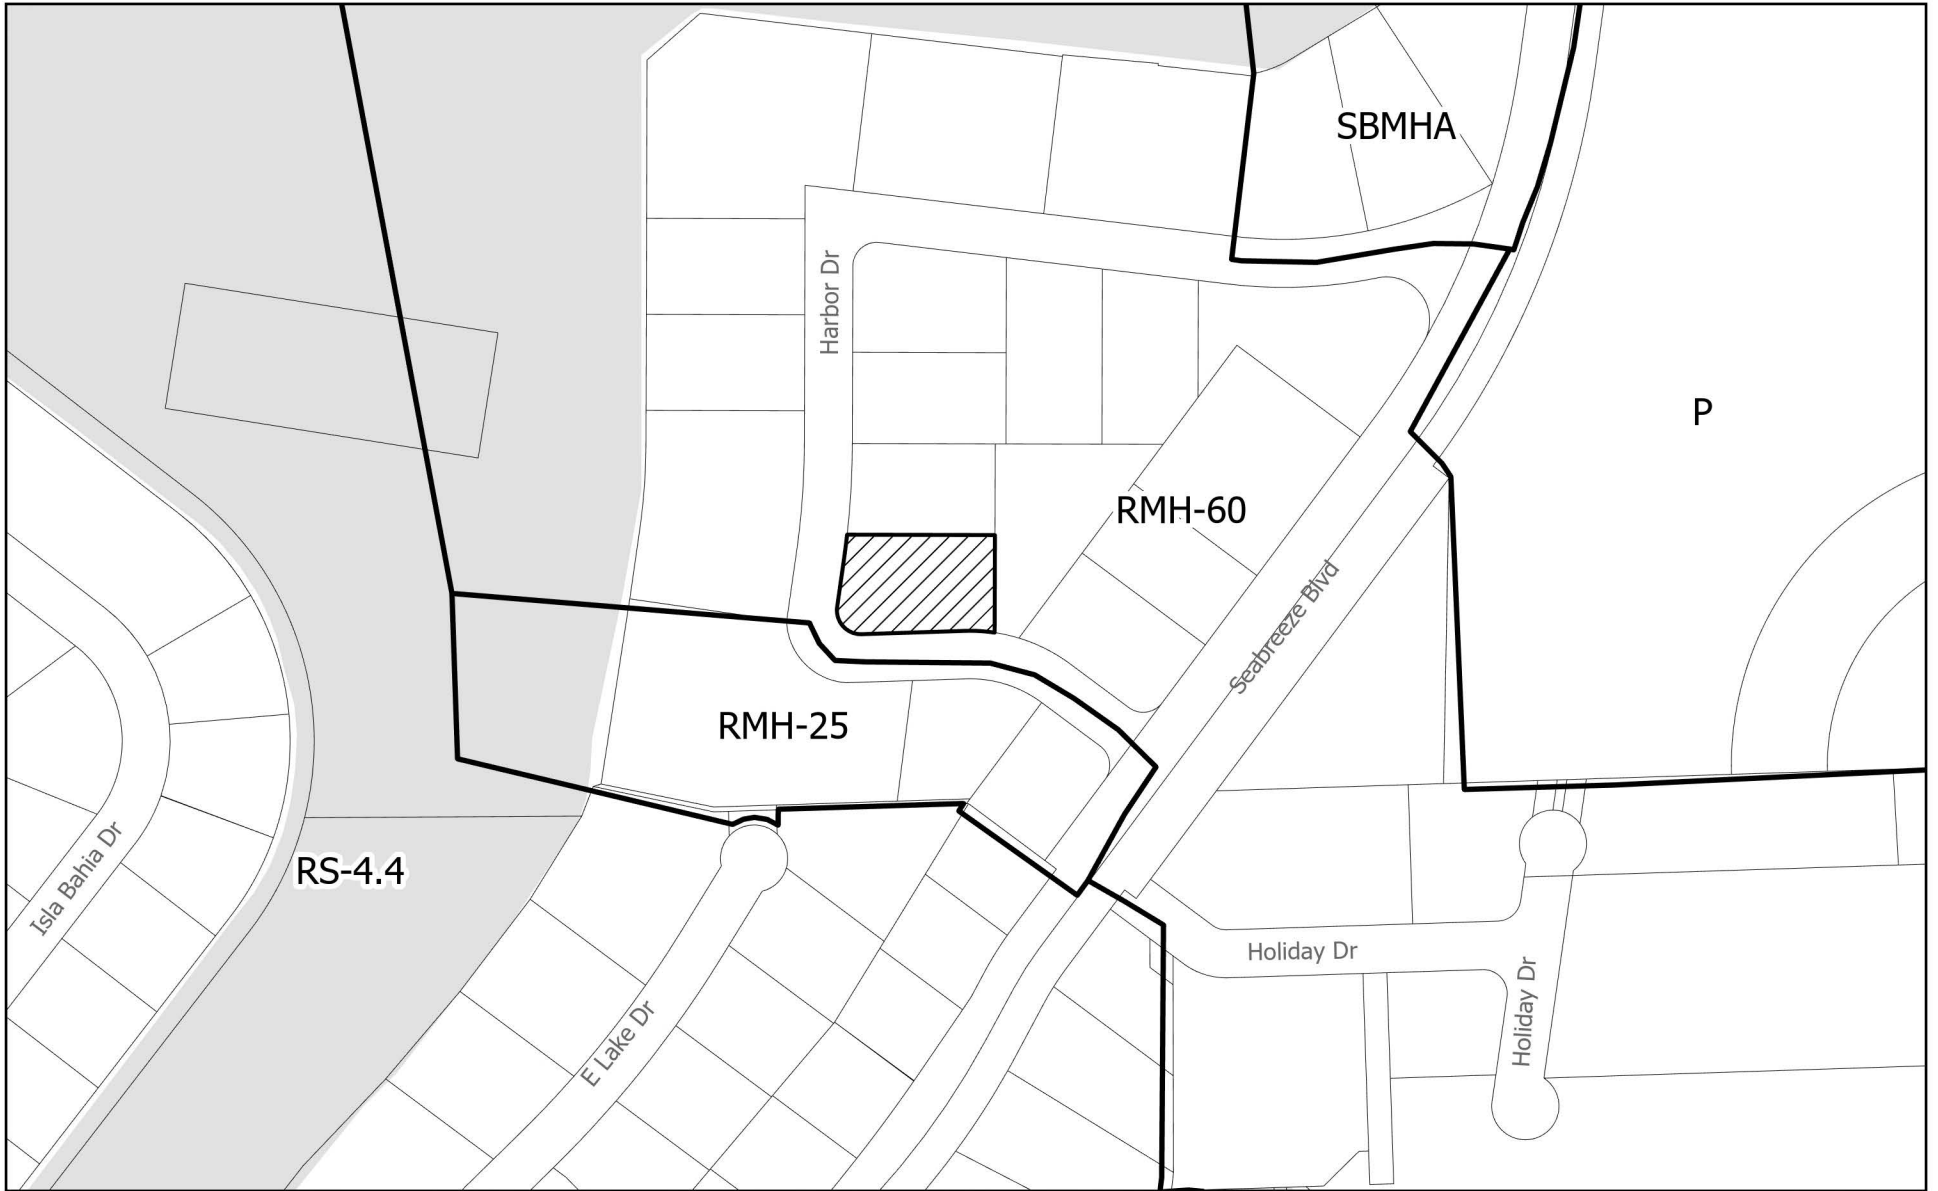 SBMHA
Harbor Dr
P
RMH-60
Seabreeze Blvd
RMH-25
RS-4.4
Isla Bahia Dr
Holiday Dr
Holiday Dr
E Lake Dr